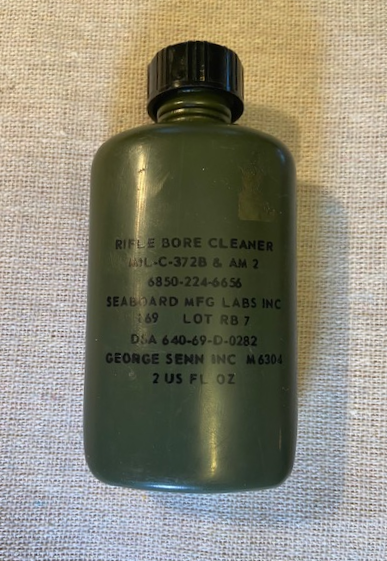 RIFLE BORE CLEANER
MIL-C-372B & AM 2
6850-224-6656
SEABOARD MFG LABS INC
69 LOT RB 7
DSA 640-69-D-0282
GEORGE SENN INC M6304
2 US FL OZ